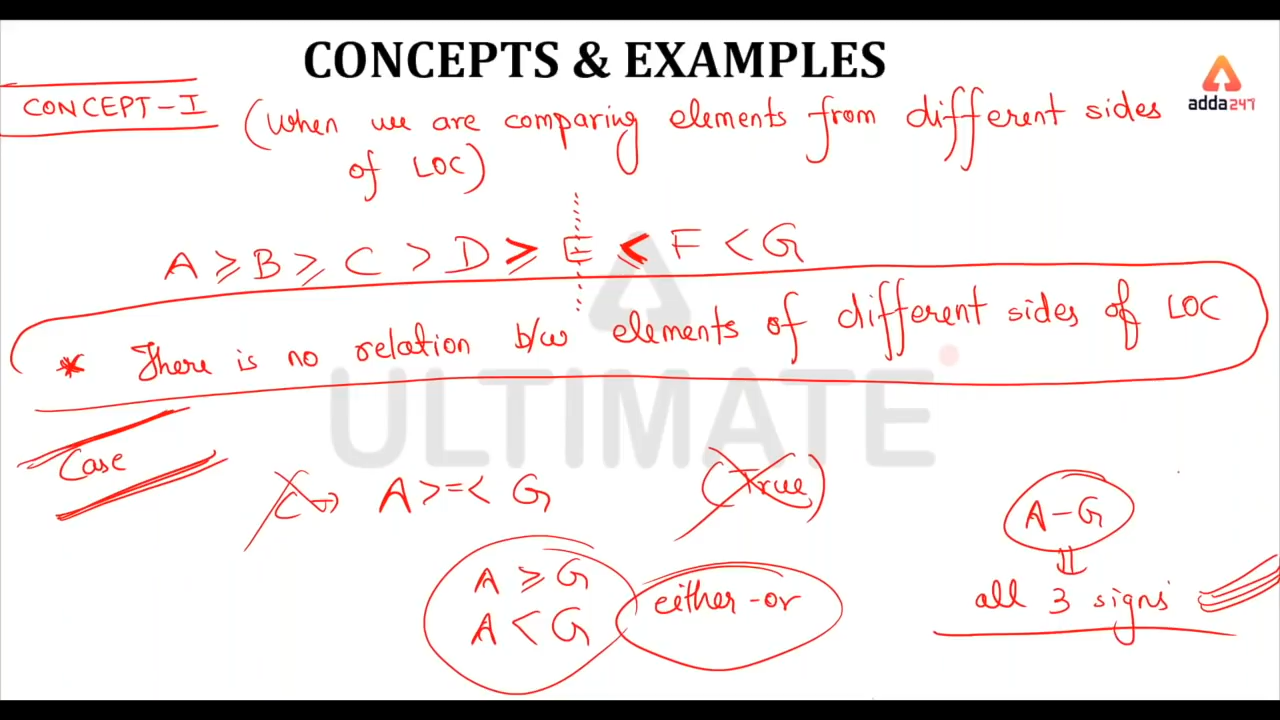 CONCEPTS & EXAMPLES
adda247
CONCEPT-I (when we are comparing elements from different sides
of LOC)
A ≥ B ≥ C > D ≥ E ≤ F < G
* There is no relation b/w elements of different sides of LOC
ULTIMATE
Case
A >=< G (True)
A - G
A ≥ G
A < G
either -or
all 3 signs